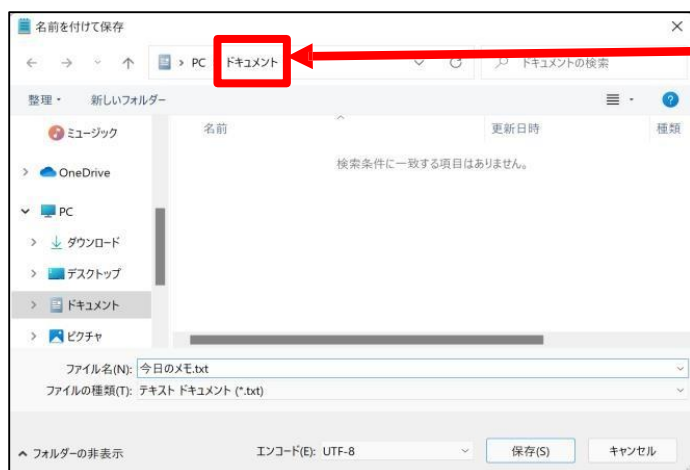 名前を付けて保存
PC ドキュメント
ドキュメントの検索
整理 新しいフォルダー
名前 更新日時 種類
検索条件に一致する項目はありません。
ミュージック
OneDrive
PC
ダウンロード
デスクトップ
ドキュメント
ピクチャ
ファイル名(N): 今日のメモ.txt
ファイルの種類(T): テキスト ドキュメント (*.txt)
フォルダーの非表示
エンコード(E): UTF-8
保存(S)
キャンセル